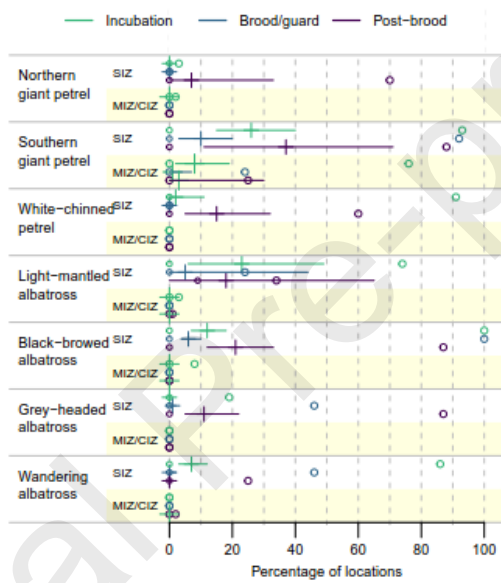 Incubation Brood/guard Post-brood
Northern giant petrel
SIZ
MIZ/CIZ
Southern giant petrel
SIZ
MIZ/CIZ
White-chinned petrel
SIZ
MIZ/CIZ
Light-mantled albatross
SIZ
MIZ/CIZ
Black-browed albatross
SIZ
MIZ/CIZ
Grey-headed albatross
SIZ
MIZ/CIZ
Wandering albatross
SIZ
MIZ/CIZ
0 20 40 60 80 100
Percentage of locations
al Pre-p